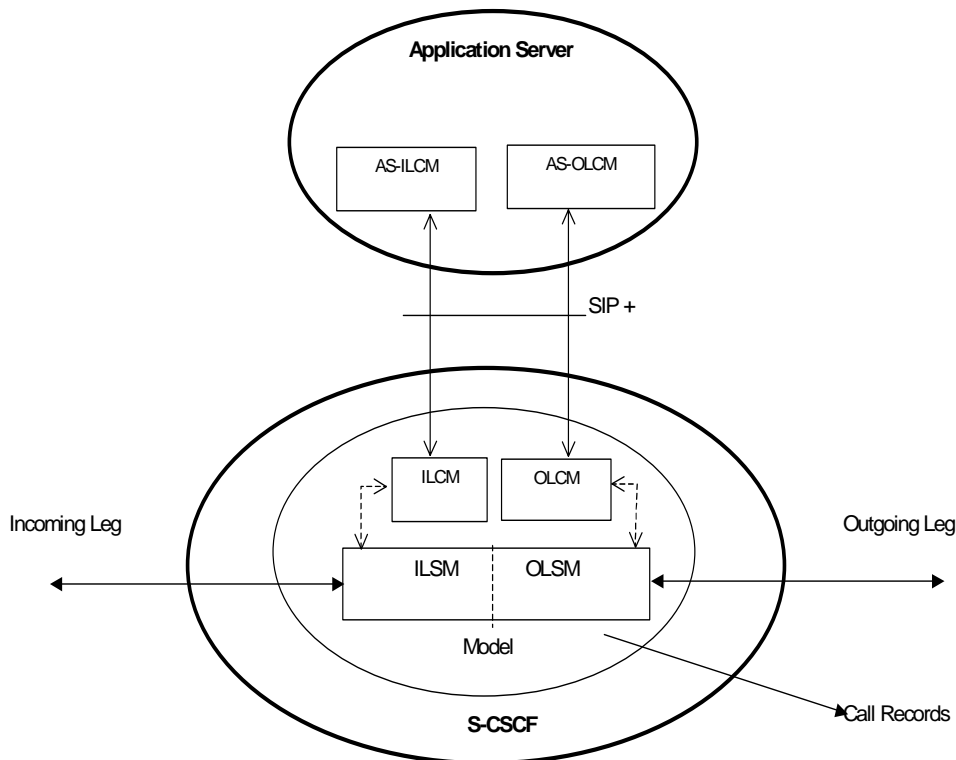 Application Server
AS-ILCM
AS-OLCM
SIP +
ILCM
OLCM
Incoming Leg
Outgoing Leg
ILSM
OLSM
Model
S-CSCF
Call Records